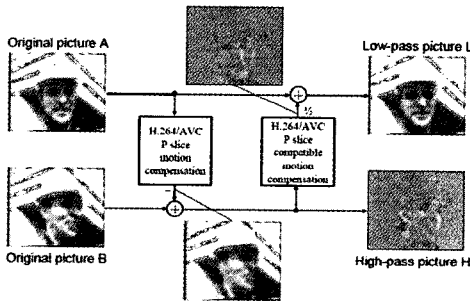 Original picture A
Low-pass picture L
½
H.264/AVC
P slice
motion
compensation
H.264/AVC
P slice
compatible
motion
compensation
−
+
+
Original picture B
High-pass picture H